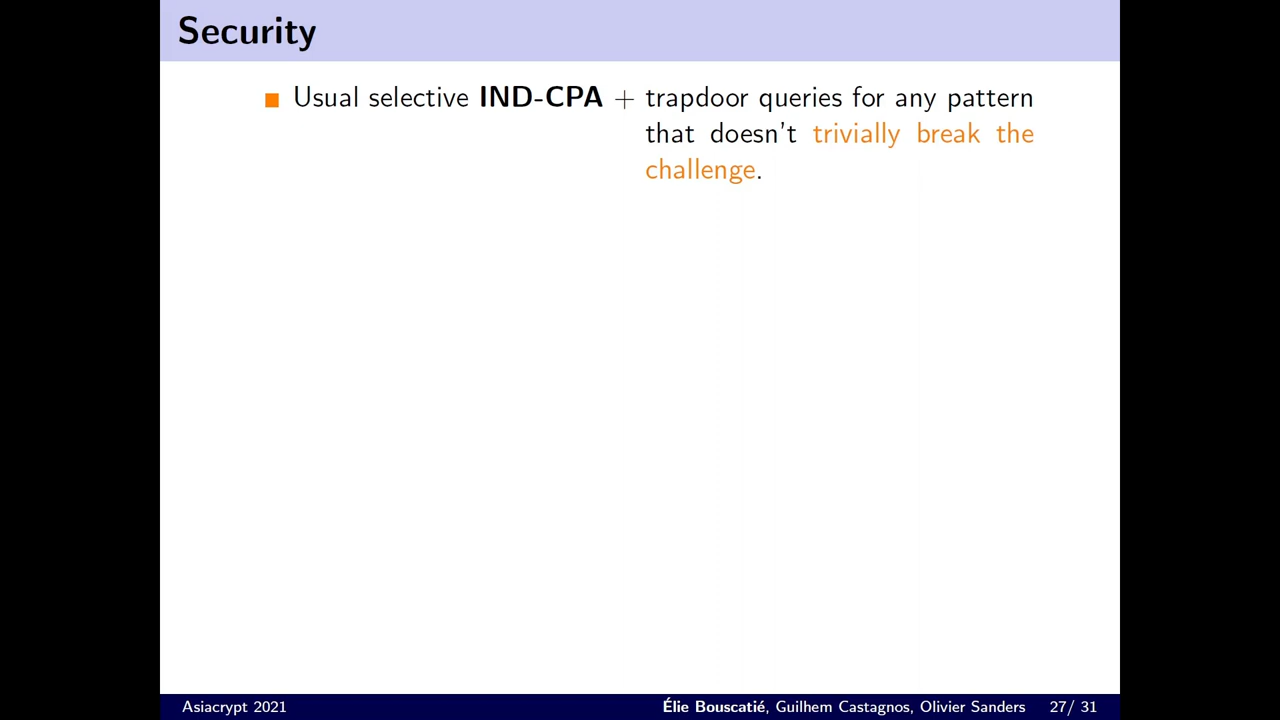 Security
Usual selective IND-CPA + trapdoor queries for any pattern
that doesn't trivially break the
challenge.
Asiacrypt 2021
Élie Bouscatié, Guilhem Castagnos, Olivier Sanders
27/ 31